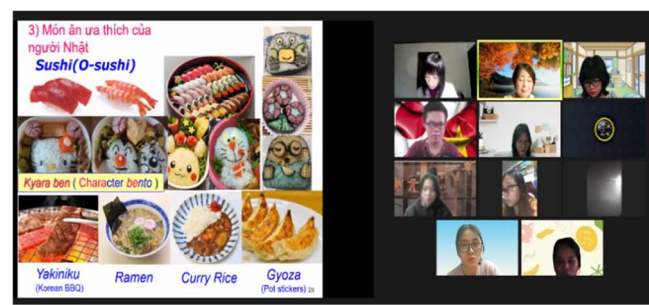 3) Món ăn ưa thích của
người Nhật
Sushi(O-sushi)
Kyara ben ( Character bento )
Yakiniku
(Korean BBQ)
Ramen
Curry Rice
Gyoza
(Pot stickers) 23